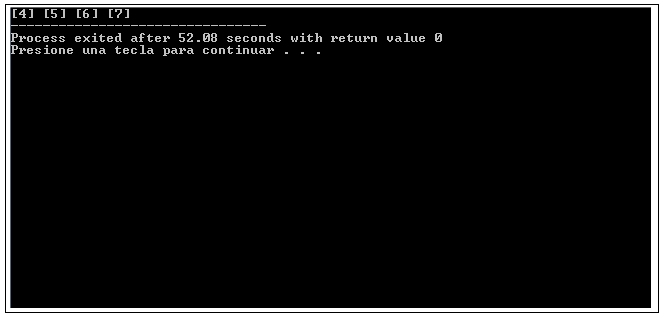 [4] [5] [6] [7]
--------------------------------
Process exited after 52.08 seconds with return value 0
Presione una tecla para continuar . . .